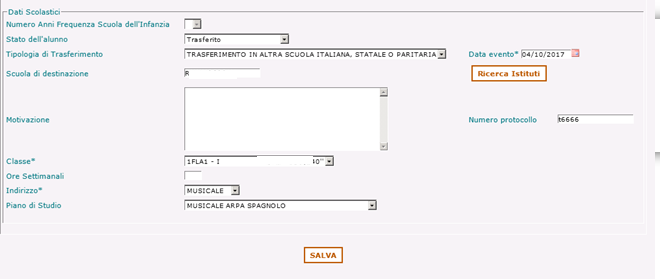 Dati Scolastici
Numero Anni Frequenza Scuola dell'Infanzia
Stato dell'alunno Trasferito
Tipologia di Trasferimento TRASFERIMENTO IN ALTRA SCUOLA ITALIANA, STATALE O PARITARIA Data evento* 04/10/2017
Scuola di destinazione R Ricerca Istituti
Motivazione Numero protocollo t6666
Classe* 1FLA1 - I 40"
Ore Settimanali
Indirizzo* MUSICALE
Piano di Studio MUSICALE ARPA SPAGNOLO
SALVA